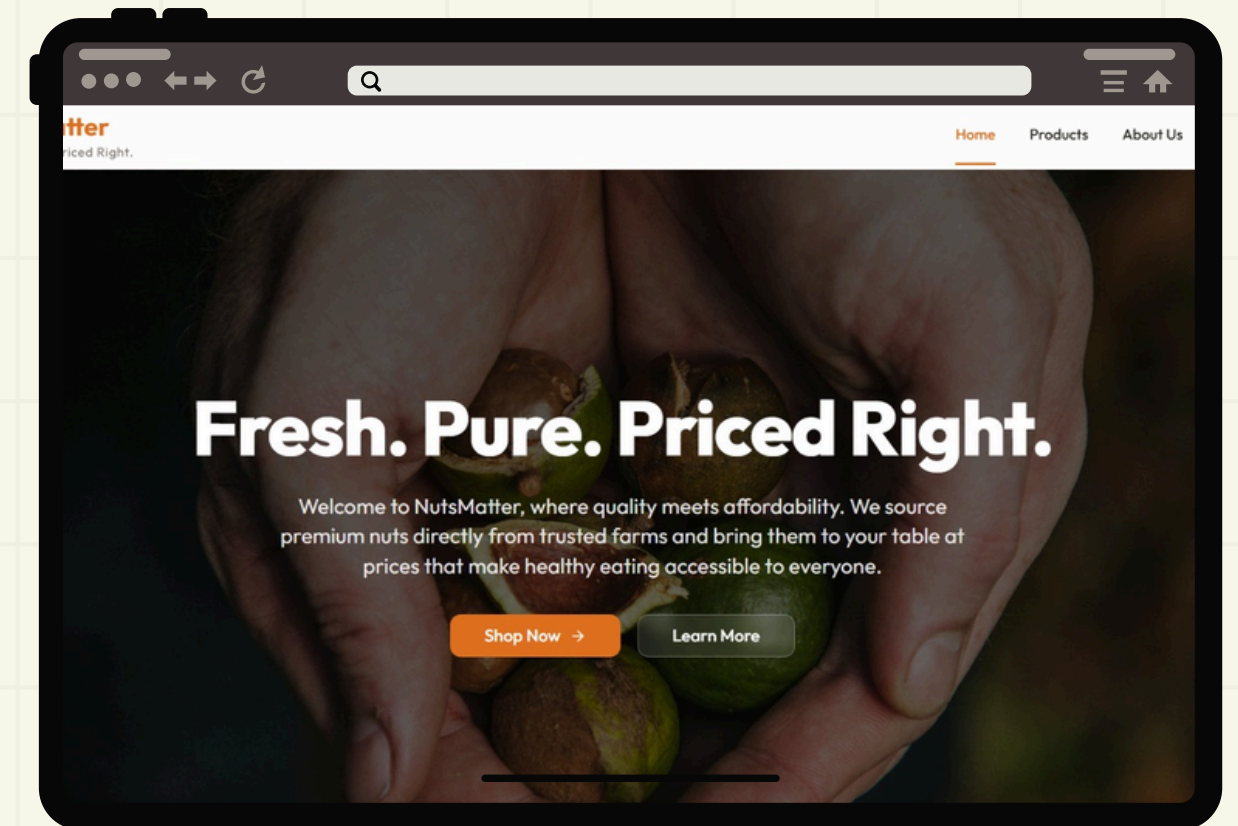 tter
riced Right.
Home Products About Us
Fresh. Pure. Priced Right.
Welcome to NutsMatter, where quality meets affordability. We source
premium nuts directly from trusted farms and bring them to your table at
prices that make healthy eating accessible to everyone.
Shop Now → Learn More